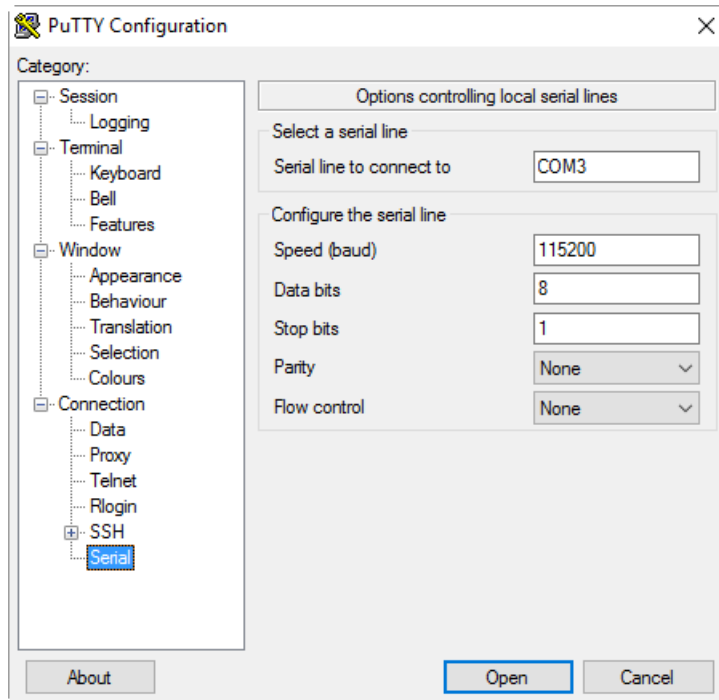 PuTTY Configuration
Category:
Session
Logging
Terminal
Keyboard
Bell
Features
Window
Appearance
Behaviour
Translation
Selection
Colours
Connection
Data
Proxy
Telnet
Rlogin
SSH
Serial
Options controlling local serial lines
Select a serial line
Serial line to connect to COM3
Configure the serial line
Speed (baud) 115200
Data bits 8
Stop bits 1
Parity None
Flow control None
About Open Cancel